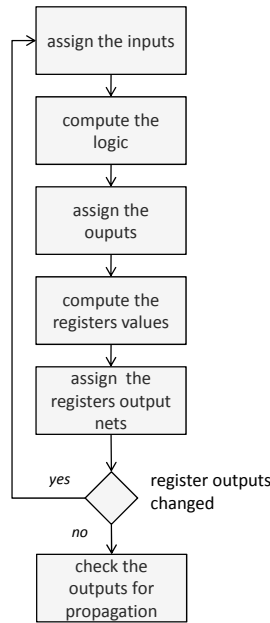 assign the inputs
compute the
logic
assign the
ouputs
compute the
registers values
assign the
registers output
nets
yes
register outputs
changed
no
check the
outputs for
propagation